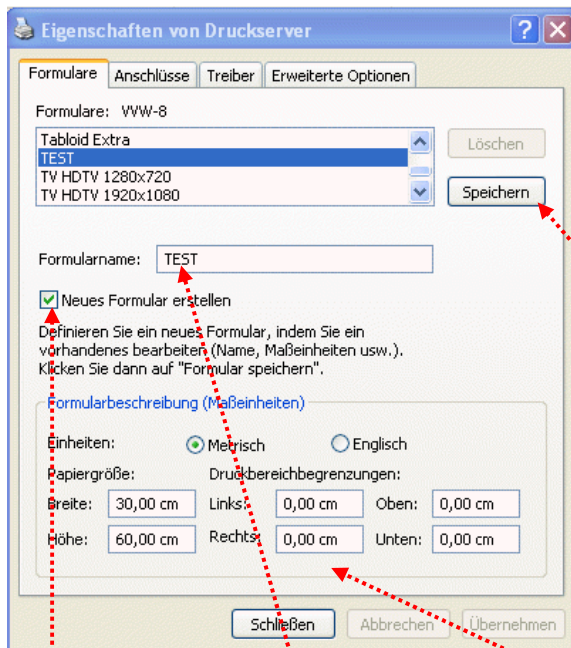 Eigenschaften von Druckserver
Formulare Anschlüsse Treiber Erweiterte Optionen
Formulare: VVW-8
Tabloid Extra
TEST
TV HDTV 1280x720
TV HDTV 1920x1080
Löschen
Speichern
Formularname: TEST
Neues Formular erstellen
Definieren Sie ein neues Formular, indem Sie ein
vorhandenes bearbeiten (Name, Maßeinheiten usw.).
Klicken Sie dann auf "Formular speichern".
Formularbeschreibung (Maßeinheiten)
Einheiten: Metrisch Englisch
Papiergröße: Druckbereichbegrenzungen:
Breite: 30,00 cm Links: 0,00 cm Oben: 0,00 cm
Höhe: 60,00 cm Rechts: 0,00 cm Unten: 0,00 cm
Schließen Abbrechen Übernehmen